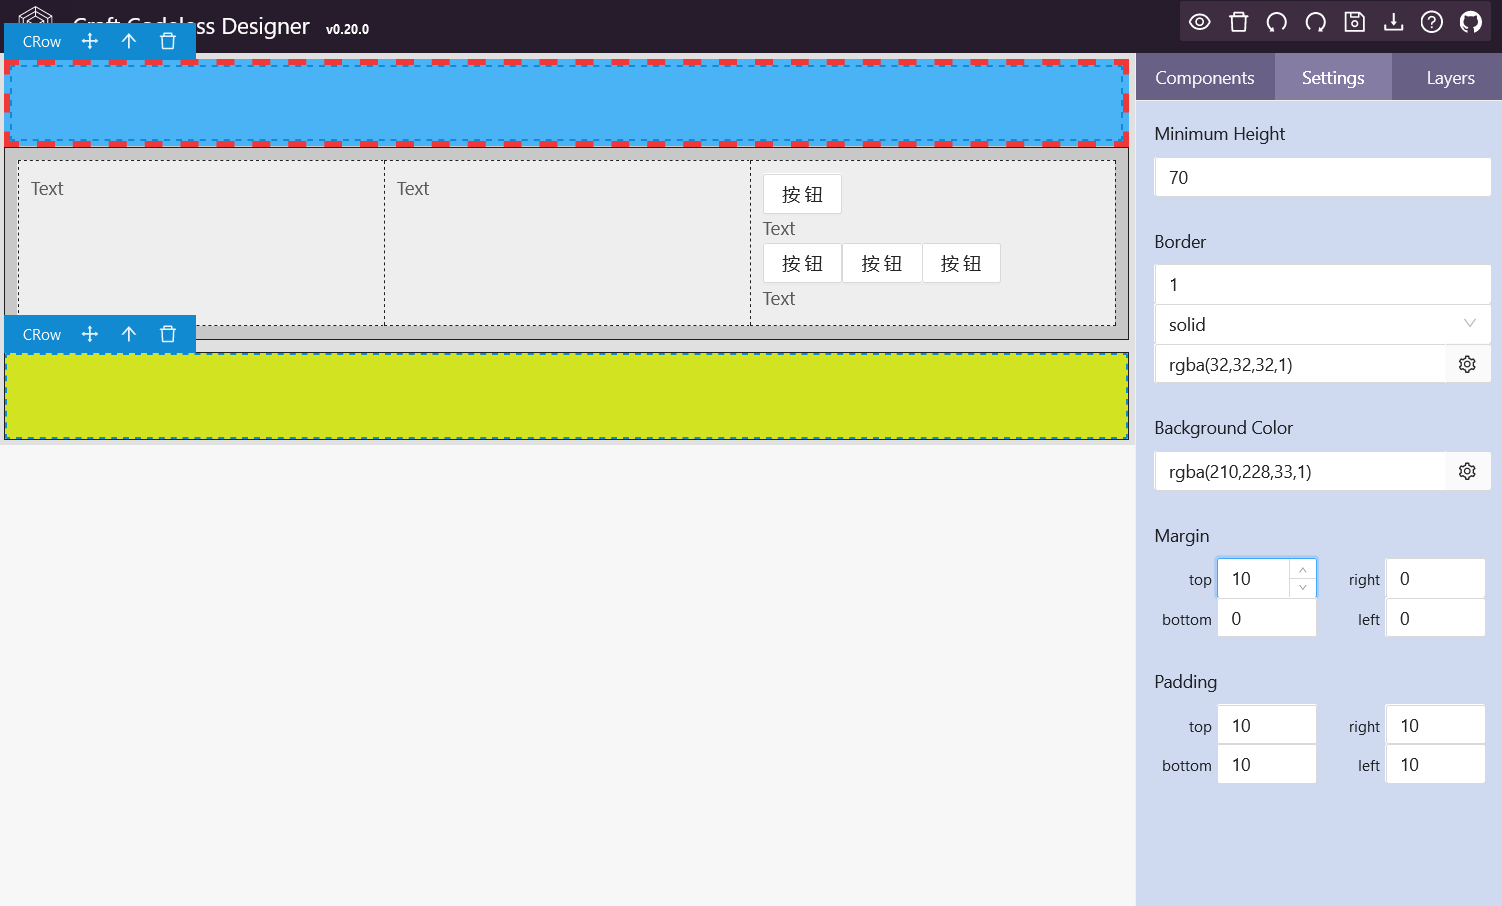 Craft Codeless Designer v0.20.0
CRow
Components Settings Layers
Minimum Height
70
Text Text 按钮
Text
按钮 按钮 按钮
Text
CRow
Border
1
solid
rgba(32,32,32,1)
Background Color
rgba(210,228,33,1)
Margin
top 10 right 0
bottom 0 left 0
Padding
top 10 right 10
bottom 10 left 10